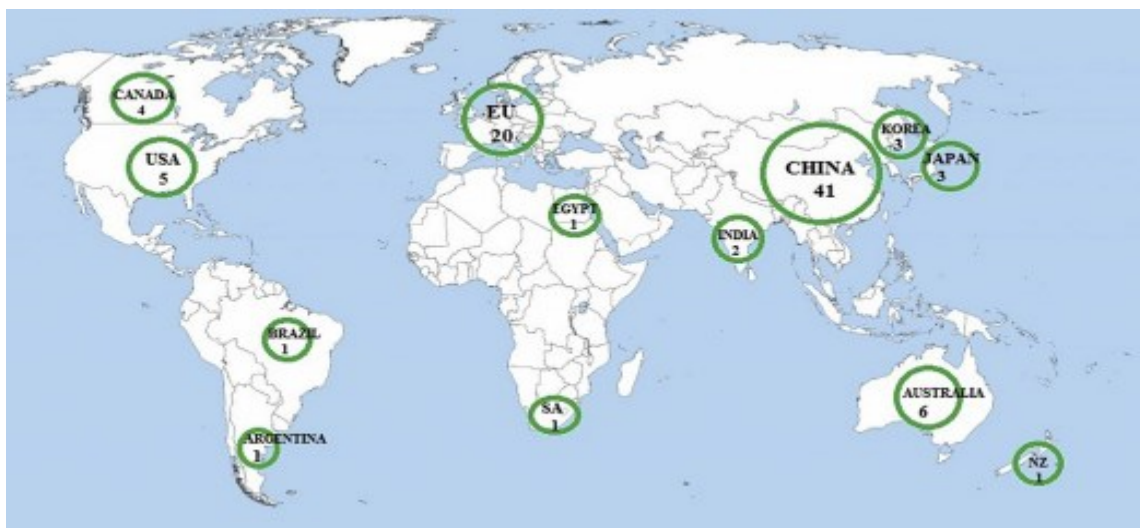 CANADA
4
USA
5
EU
20
CHINA
41
KOREA
3
JAPAN
3
EGYPT
1
INDIA
2
BRAZIL
1
ARGENTINA
1
SA
1
AUSTRALIA
6
NZ
1